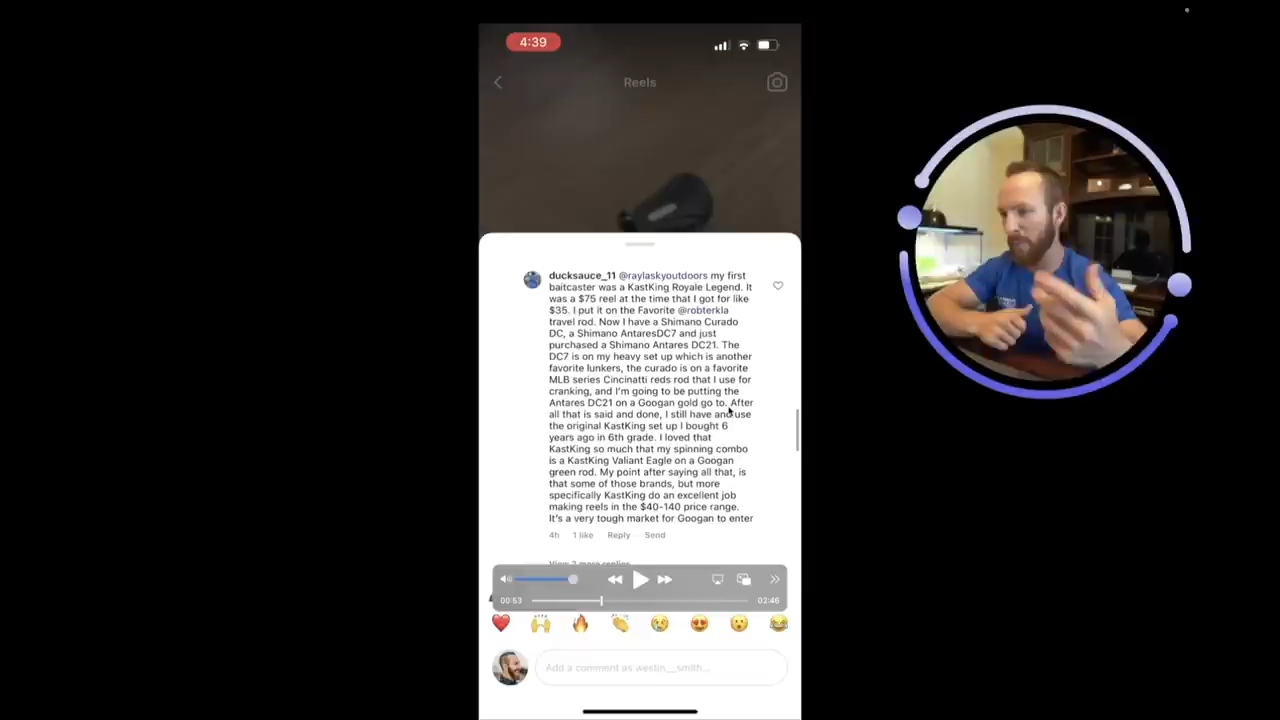 4:39
Reels
ducksauce_11 @raylaskyoutdoors my first
baitcaster was a KastKing Royale Legend. It
was a $75 reel at the time that I got for like
$35. I put it on the Favorite @robterkla
travel rod. Now I have a Shimano Curado
DC, a Shimano AntaresDC7 and just
purchased a Shimano Antares DC21. The
DC7 is on my heavy set up which is another
favorite lunkers, the curado is on a favorite
MLB series Cincinatti reds rod that I use for
cranking, and I'm going to be putting the
Antares DC21 on a Googan gold go to. After
all that is said and done, I still have and use
the original KastKing set up I bought 6
years ago in 6th grade. I loved that
KastKing so much that my spinning combo
is a KastKing Valiant Eagle on a Googan
green rod. My point after saying all that, is
that some of those brands, but more
specifically KastKing do an excellent job
making reels in the $40-140 price range.
It's a very tough market for Googan to enter
4h 1 like Reply Send
View 2 more replies
00:53 02:46
Add a comment as westin__smith...